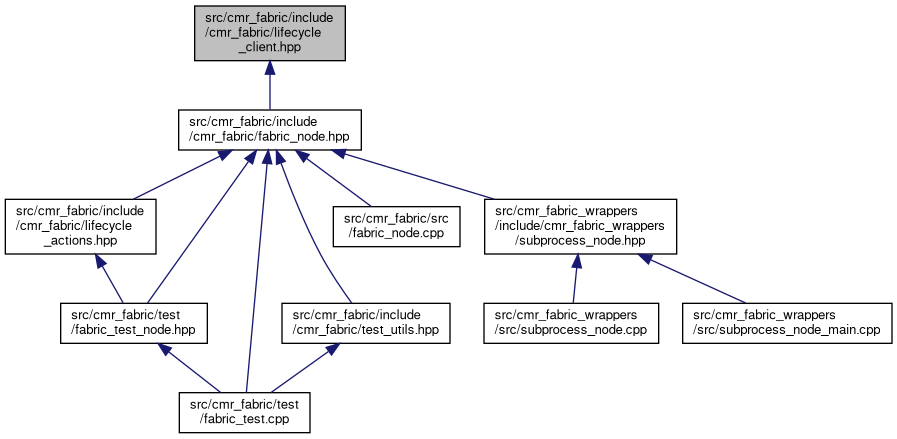 src/cmr_fabric/include
/cmr_fabric/lifecycle
_client.hpp
src/cmr_fabric/include
/cmr_fabric/fabric_node.hpp
src/cmr_fabric/include
/cmr_fabric/lifecycle
_actions.hpp
src/cmr_fabric/src
/fabric_node.cpp
src/cmr_fabric_wrappers
/include/cmr_fabric_wrappers
/subprocess_node.hpp
src/cmr_fabric/test
/fabric_test_node.hpp
src/cmr_fabric/include
/cmr_fabric/test_utils.hpp
src/cmr_fabric_wrappers
/src/subprocess_node.cpp
src/cmr_fabric_wrappers
/src/subprocess_node_main.cpp
src/cmr_fabric/test
/fabric_test.cpp